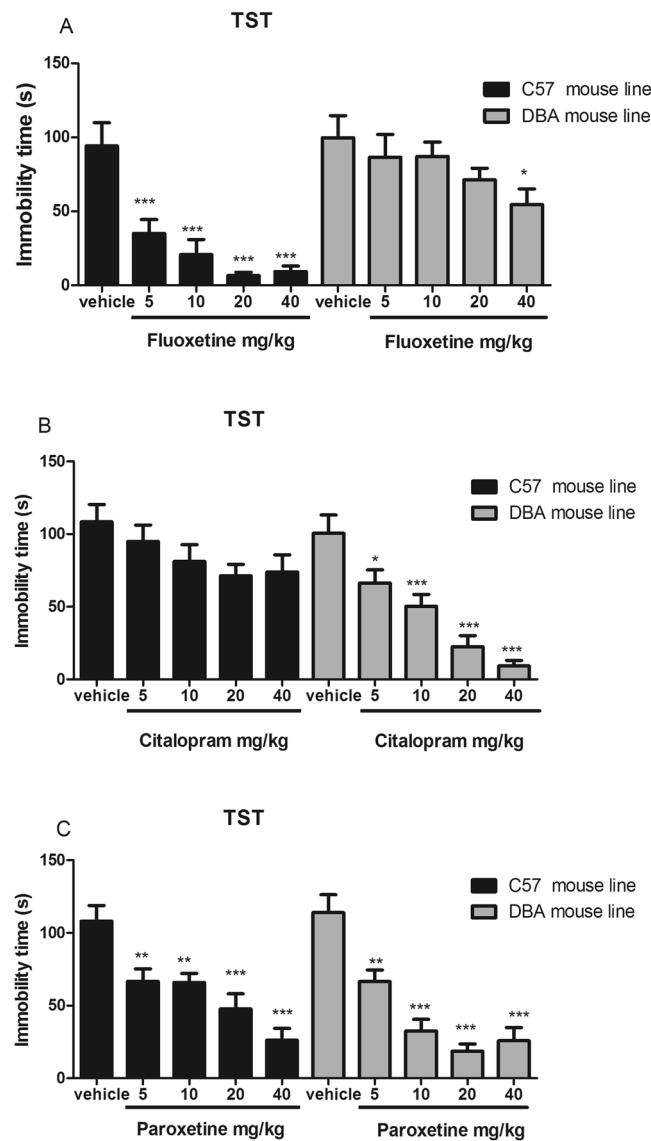 A
TST
Immobility time (s)
150
100
50
0
C57 mouse line
DBA mouse line
***
***
***
***
*
vehicle 5 10 20 40 vehicle 5 10 20 40
Fluoxetine mg/kg Fluoxetine mg/kg
B
TST
Immobility time (s)
150
100
50
0
C57 mouse line
DBA mouse line
*
***
***
***
vehicle 5 10 20 40 vehicle 5 10 20 40
Citalopram mg/kg Citalopram mg/kg
C
TST
Immobility time (s)
150
100
50
0
C57 mouse line
DBA mouse line
**
**
***
***
**
***
***
***
vehicle 5 10 20 40 vehicle 5 10 20 40
Paroxetine mg/kg Paroxetine mg/kg